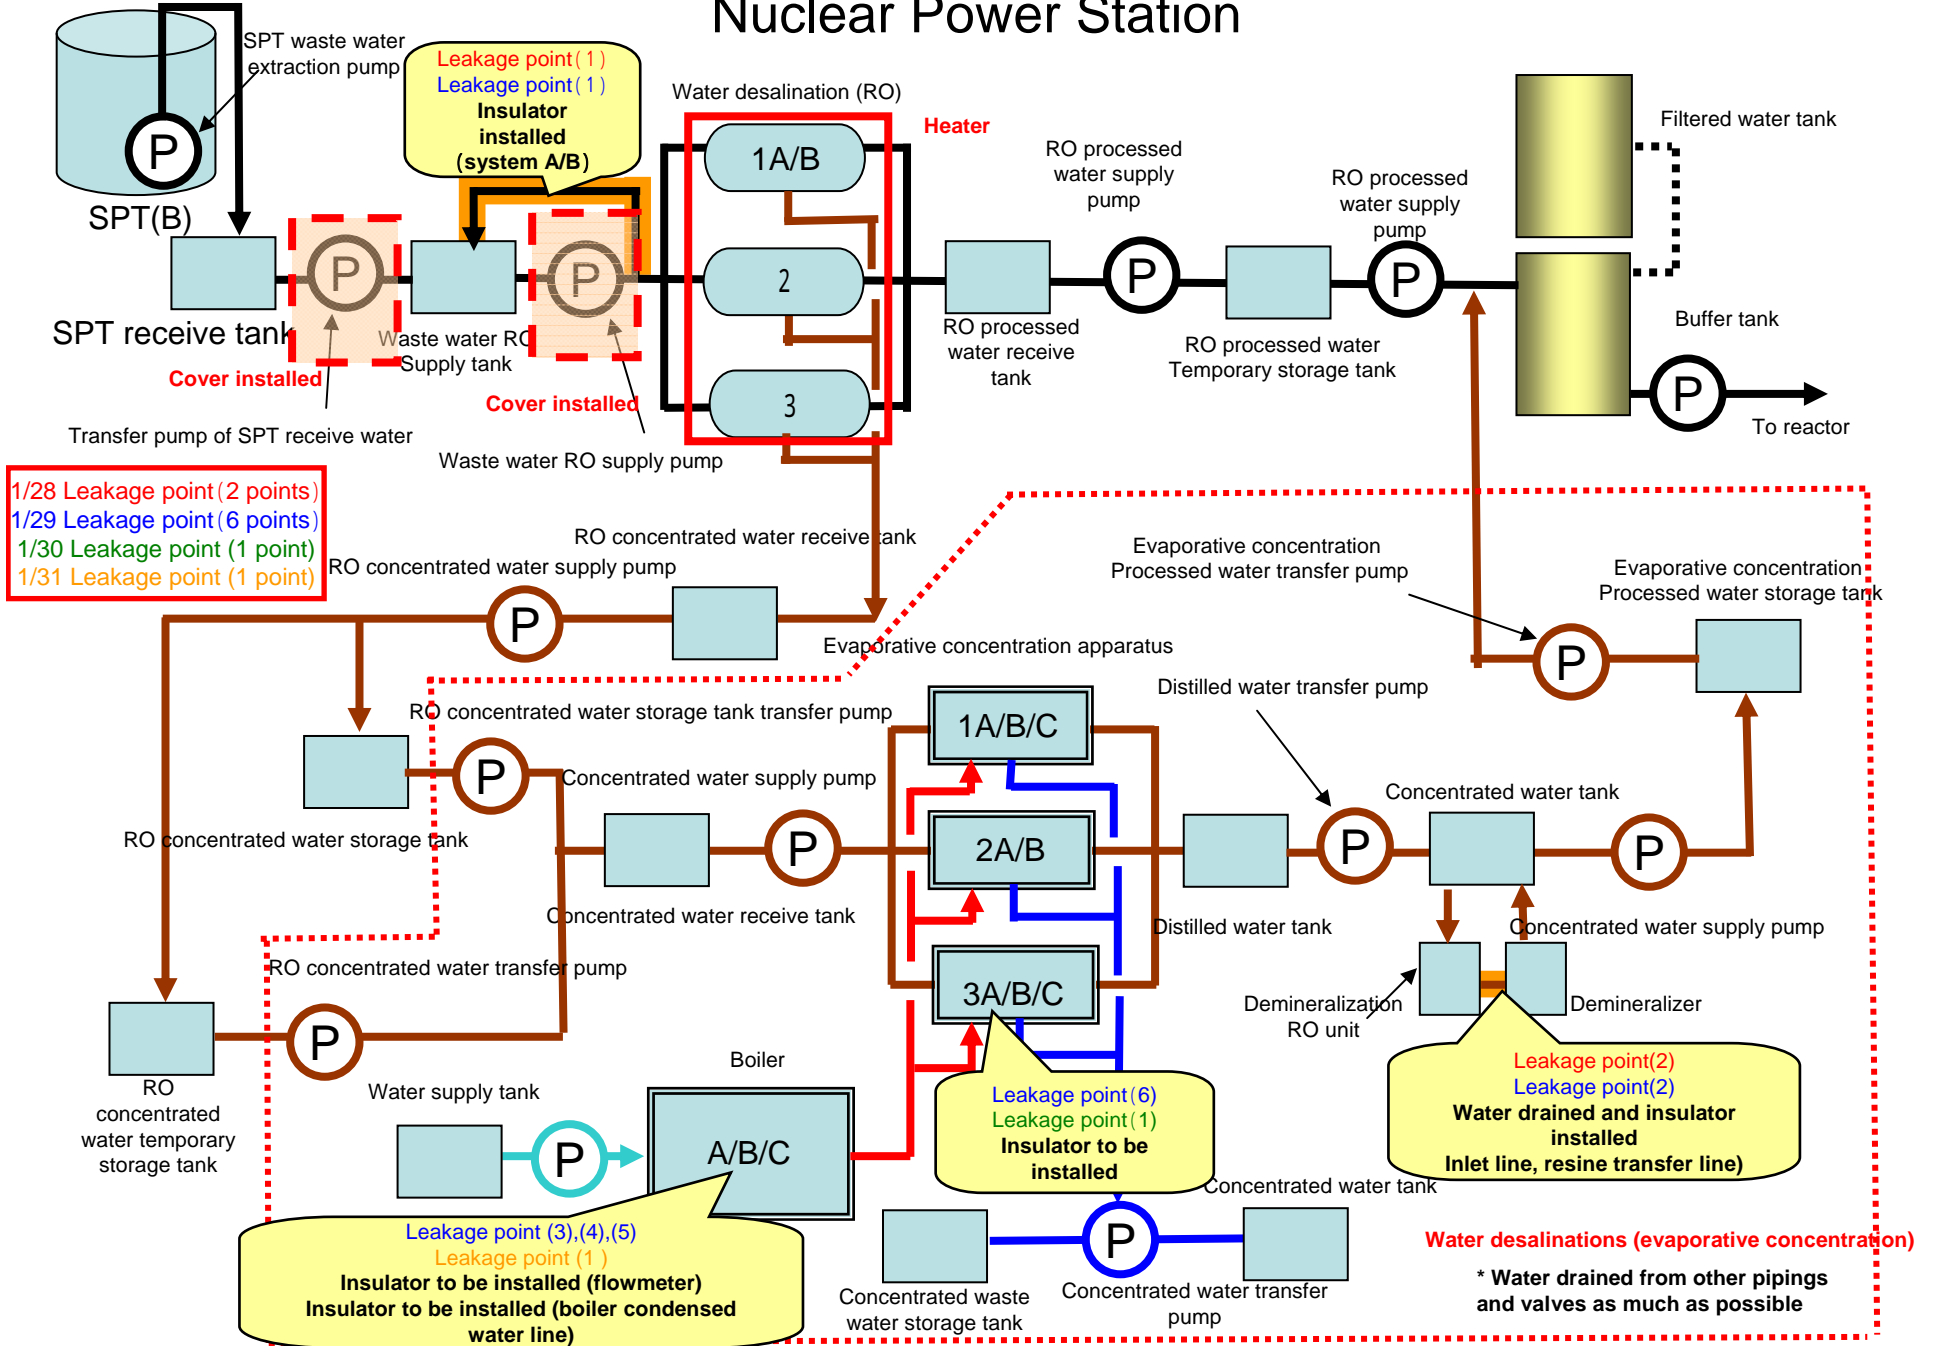 Nuclear Power Station
SPT waste water
extraction pump
P
SPT(B)
Leakage point(1)
Leakage point(1)
Insulator
installed
(system A/B)
Water desalination (RO)
Heater
1A/B
2
3
RO processed
water supply
pump
RO processed
water supply
pump
Filtered water tank
P
P
P
P
SPT receive tank
Waste water RO
Supply tank
Cover installed
Cover installed
Transfer pump of SPT receive water
Waste water RO supply pump
RO processed
water receive
tank
RO processed water
Temporary storage tank
Buffer tank
P
To reactor
1/28 Leakage point(2 points)
1/29 Leakage point(6 points)
1/30 Leakage point (1 point)
1/31 Leakage point (1 point)
RO concentrated water receive tank
RO concentrated water supply pump
P
Evaporative concentration
Processed water transfer pump
Evaporative concentration
Processed water storage tank
P
Evaporative concentration apparatus
RO concentrated water storage tank transfer pump
Distilled water transfer pump
1A/B/C
P
Concentrated water supply pump
Concentrated water tank
RO concentrated water storage tank
P
2A/B
P
P
Concentrated water receive tank
Distilled water tank
Concentrated water supply pump
RO concentrated water transfer pump
3A/B/C
Demineralization
RO unit
Demineralizer
P
RO
concentrated
water temporary
storage tank
Water supply tank
Boiler
P
A/B/C
Leakage point(6)
Leakage point(1)
Insulator to be
installed
Leakage point(2)
Leakage point(2)
Water drained and insulator
installed
Inlet line, resine transfer line)
Concentrated water tank
Leakage point (3),(4),(5)
Leakage point (1)
Insulator to be installed (flowmeter)
Insulator to be installed (boiler condensed
water line)
P
Concentrated waste
water storage tank
Concentrated water transfer
pump
Water desalinations (evaporative concentration)
* Water drained from other pipings
and valves as much as possible